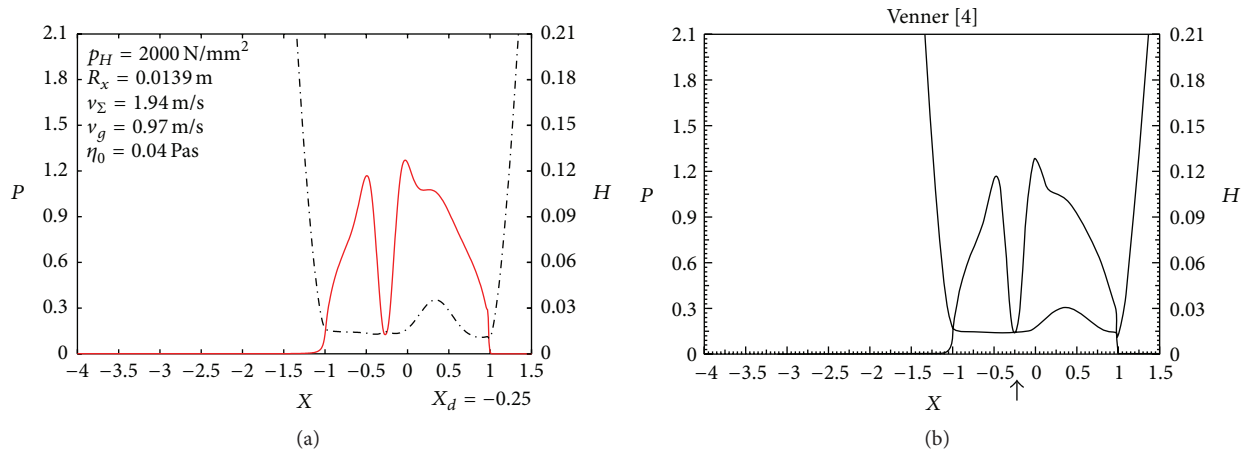 Venner [4]
2.1
1.8
1.5
1.2
0.9
0.6
0.3
0
P
p_H = 2000 N/mm²
R_x = 0.0139 m
v_Σ = 1.94 m/s
v_g = 0.97 m/s
η_0 = 0.04 Pas
0.21
0.18
0.15
0.12
0.09
0.06
0.03
0
H
−4 −3.5 −3 −2.5 −2 −1.5 −1 −0.5 0 0.5 1 1.5
X
X_d = −0.25
(a)
2.1
1.8
1.5
1.2
0.9
0.6
0.3
0
P
0.21
0.18
0.15
0.12
0.09
0.06
0.03
0
H
−4 −3.5 −3 −2.5 −2 −1.5 −1 −0.5 0 0.5 1 1.5
X
(b)